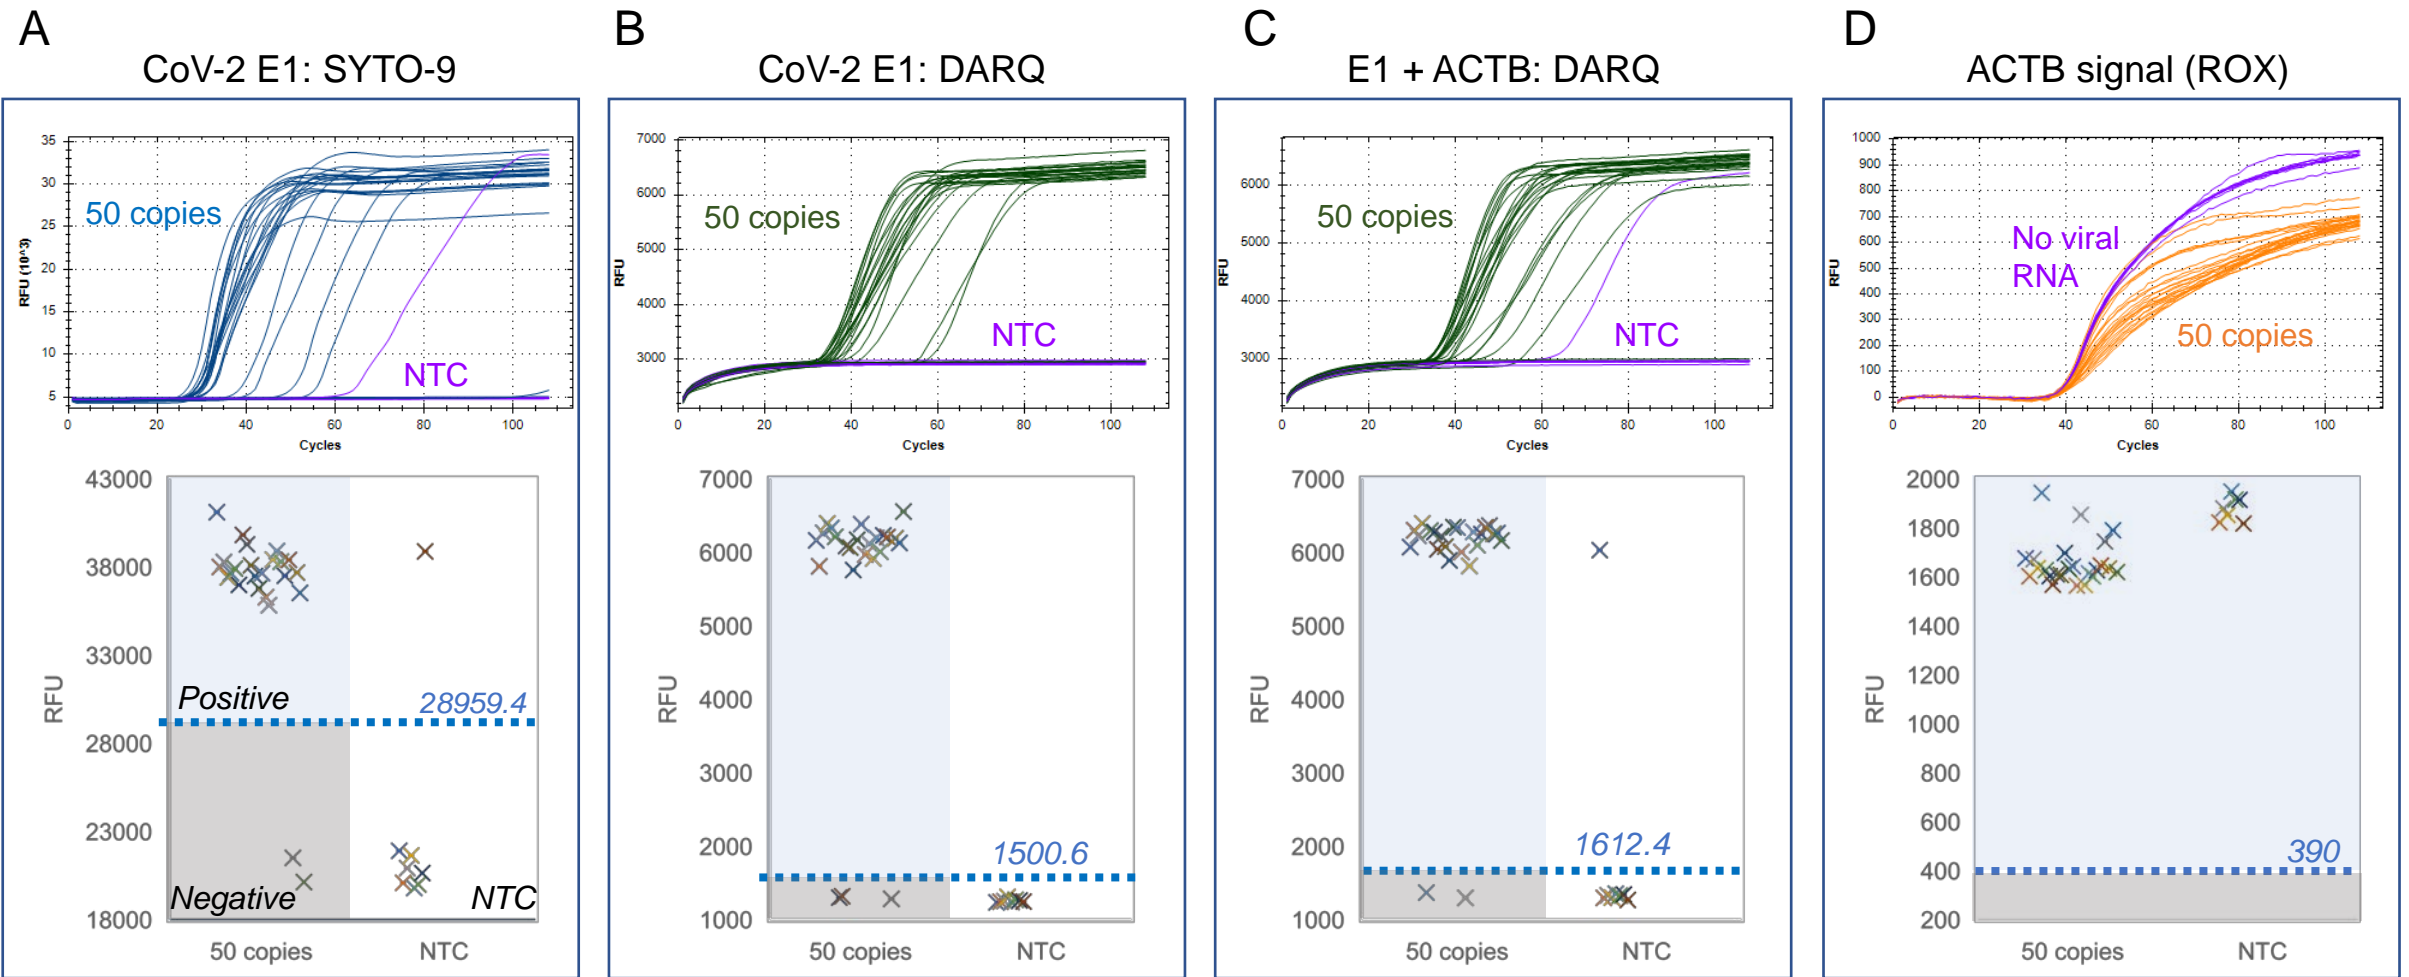 A
CoV-2 E1: SYTO-9
35
30
25
20
15
10
5
RFU (10^3)
50 copies
NTC
0 20 40 60 80 100
Cycles
43000
38000
33000
28000
23000
18000
RFU
Positive
28959.4
Negative
NTC
50 copies NTC
B
CoV-2 E1: DARQ
7000
6000
5000
4000
3000
RFU
50 copies
NTC
0 20 40 60 80 100
Cycles
7000
6000
5000
4000
3000
2000
1000
RFU
1500.6
50 copies NTC
C
E1 + ACTB: DARQ
6000
5000
4000
3000
RFU
50 copies
NTC
0 20 40 60 80 100
Cycles
7000
6000
5000
4000
3000
2000
1000
RFU
1612.4
50 copies NTC
D
ACTB signal (ROX)
1000
900
800
700
600
500
400
300
200
100
0
RFU
No viral
RNA
50 copies
0 20 40 60 80 100
Cycles
2000
1800
1600
1400
1200
1000
800
600
400
200
RFU
390
50 copies NTC